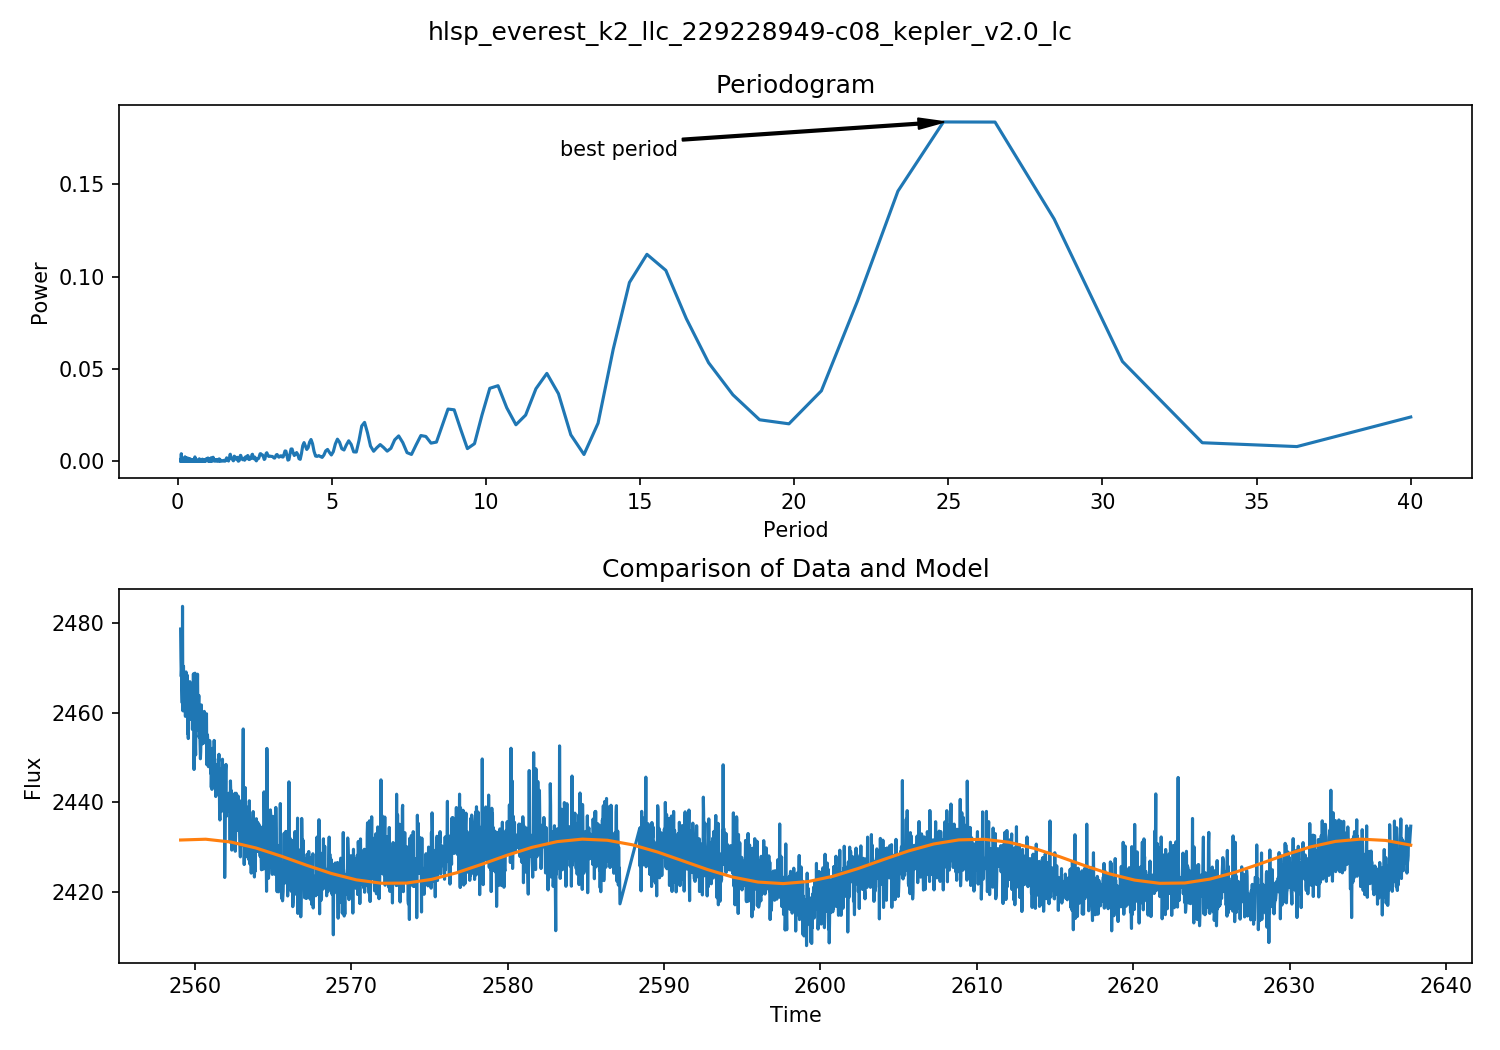 hlsp_everest_k2_llc_229228949-c08_kepler_v2.0_lc
Periodogram
best period
0.15
0.10
0.05
0.00
Power
0 5 10 15 20 25 30 35 40
Period
Comparison of Data and Model
2480
2460
2440
2420
Flux
2560 2570 2580 2590 2600 2610 2620 2630 2640
Time